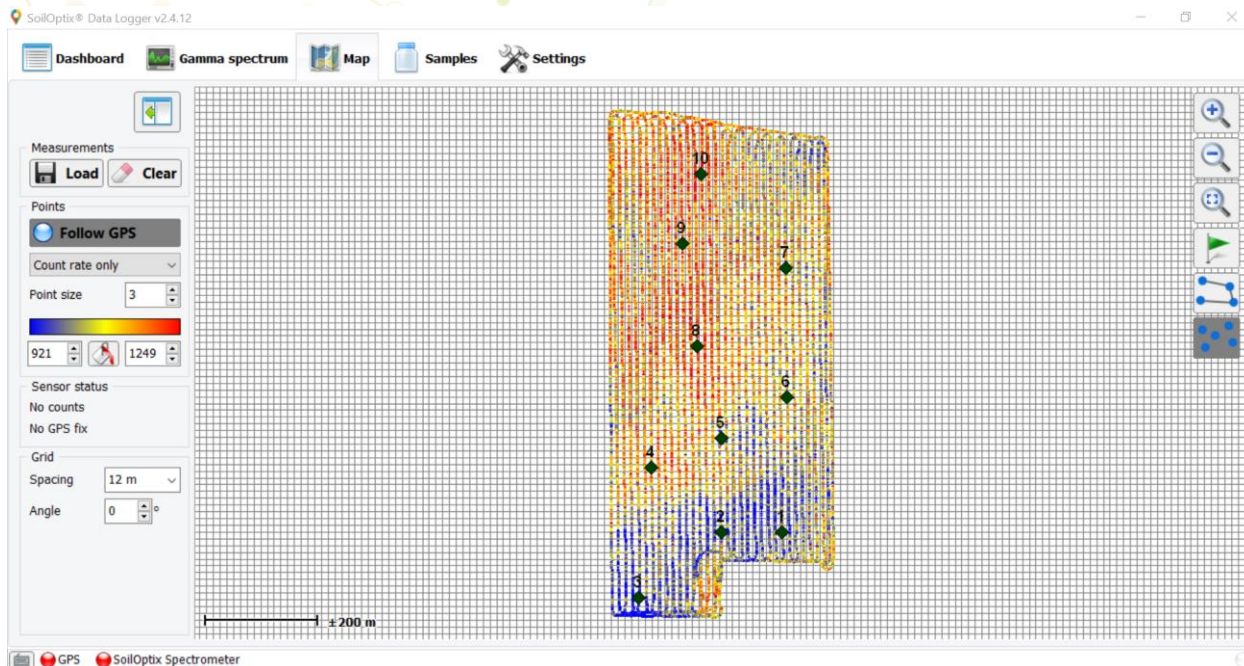 SoilOptix® Data Logger v2.4.12
Dashboard Gamma spectrum Map Samples Settings
Measurements
Load Clear
Points
Follow GPS
Count rate only
Point size 3
921 1249
Sensor status
No counts
No GPS fix
Grid
Spacing 12 m
Angle 0 °
10
9
7
8
6
5
4
2 1
3
±200 m
GPS SoilOptix Spectrometer